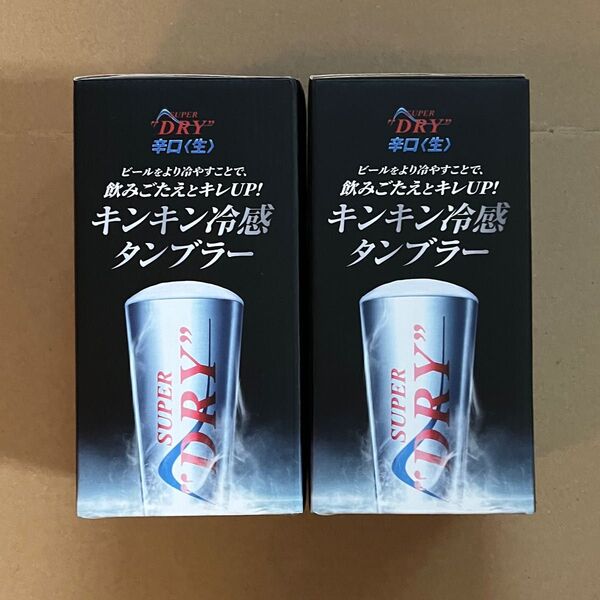 SUPER
"DRY"
辛口〈生〉
ビールをより冷やすことで、
飲みごたえとキレUP!
キンキン冷感
タンブラー
SUPER
"DRY"
SUPER
"DRY"
辛口〈生〉
ビールをより冷やすことで、
飲みごたえとキレUP!
キンキン冷感
タンブラー
SUPER
"DRY"